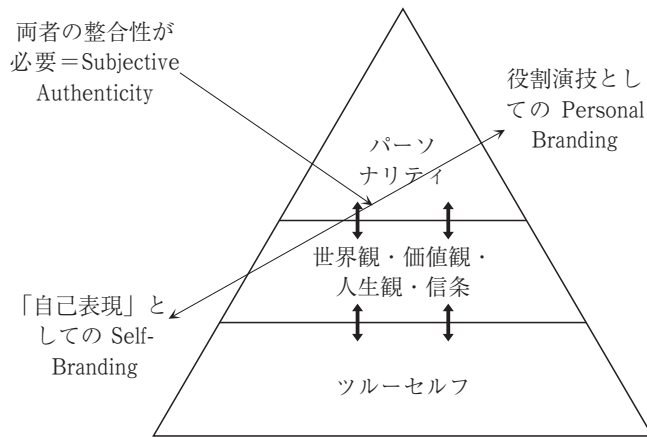 両者の整合性が
必要＝Subjective
Authenticity
役割演技とし
ての Personal
Branding
パーソ
ナリティ
世界観・価値観・
人生観・信条
「自己表現」と
しての Self-
Branding
ツルーセルフ